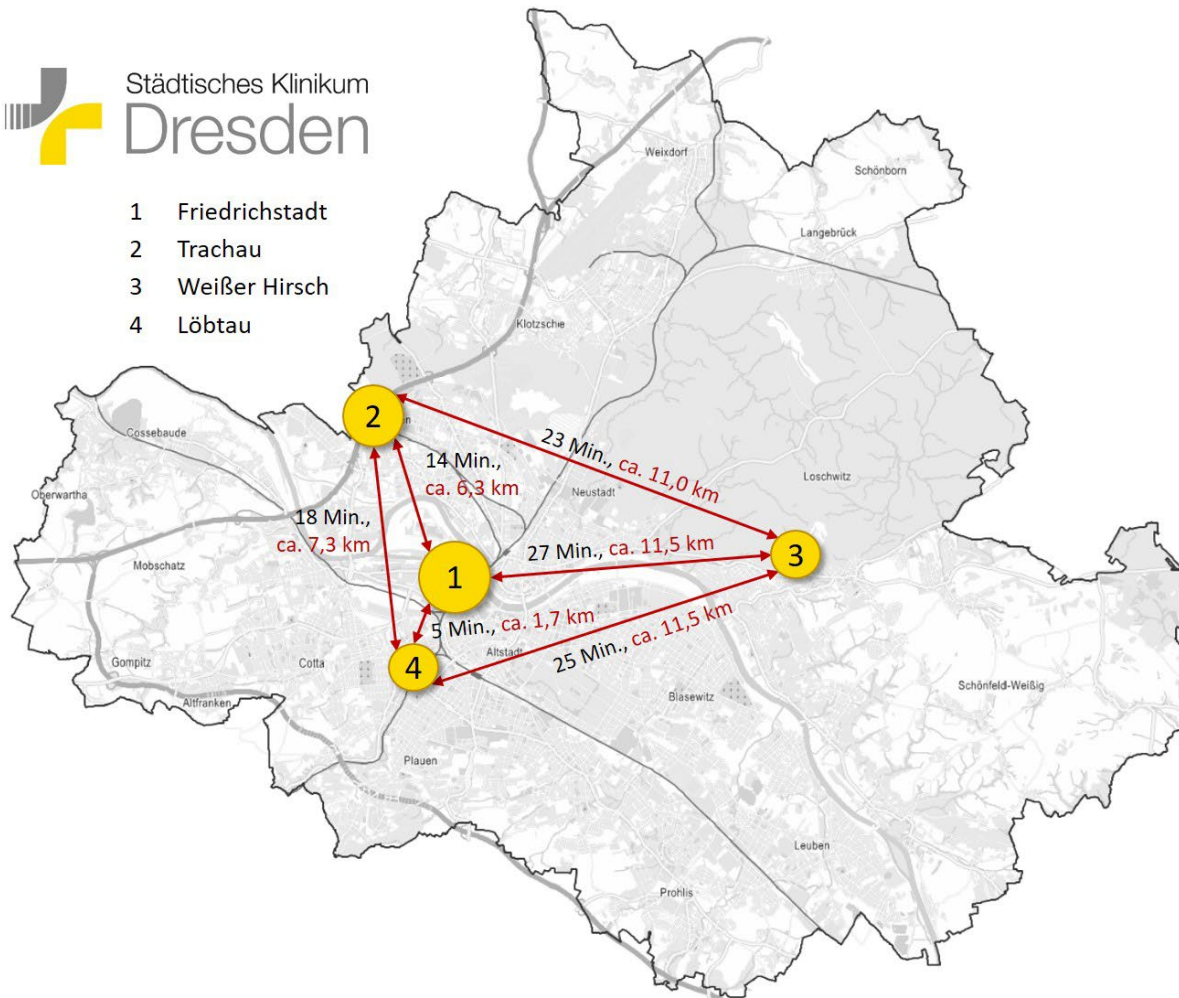 Städtisches Klinikum
Dresden
1 Friedrichstadt
2 Trachau
3 Weißer Hirsch
4 Löbtau
Weixdorf
Schönborn
Langebrück
Klotzsche
2
Cossebaude
14 Min.,
ca. 6,3 km
23 Min., ca. 11,0 km
Loschwitz
Oberwartha
Neustadt
18 Min.,
ca. 7,3 km
27 Min., ca. 11,5 km
3
Mobschatz
1
5 Min., ca. 1,7 km
25 Min., ca. 11,5 km
Altstadt
4
Gompitz
Cotta
Altfranken
Blasewitz
Schönfeld-Weißig
Plauen
Leuben
Prohlis